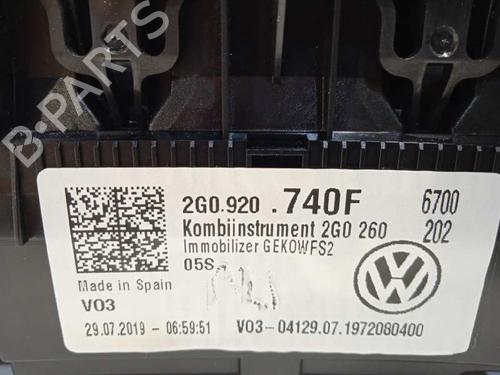 B-PARTS
2G0.920 .740F 6700
Kombiinstrument 2G0 260 202
Immobilizer GEKOWFS2
05S
Made in Spain
V03
29.07.2019 - 06:59:51 V03-04129.07.1972080400